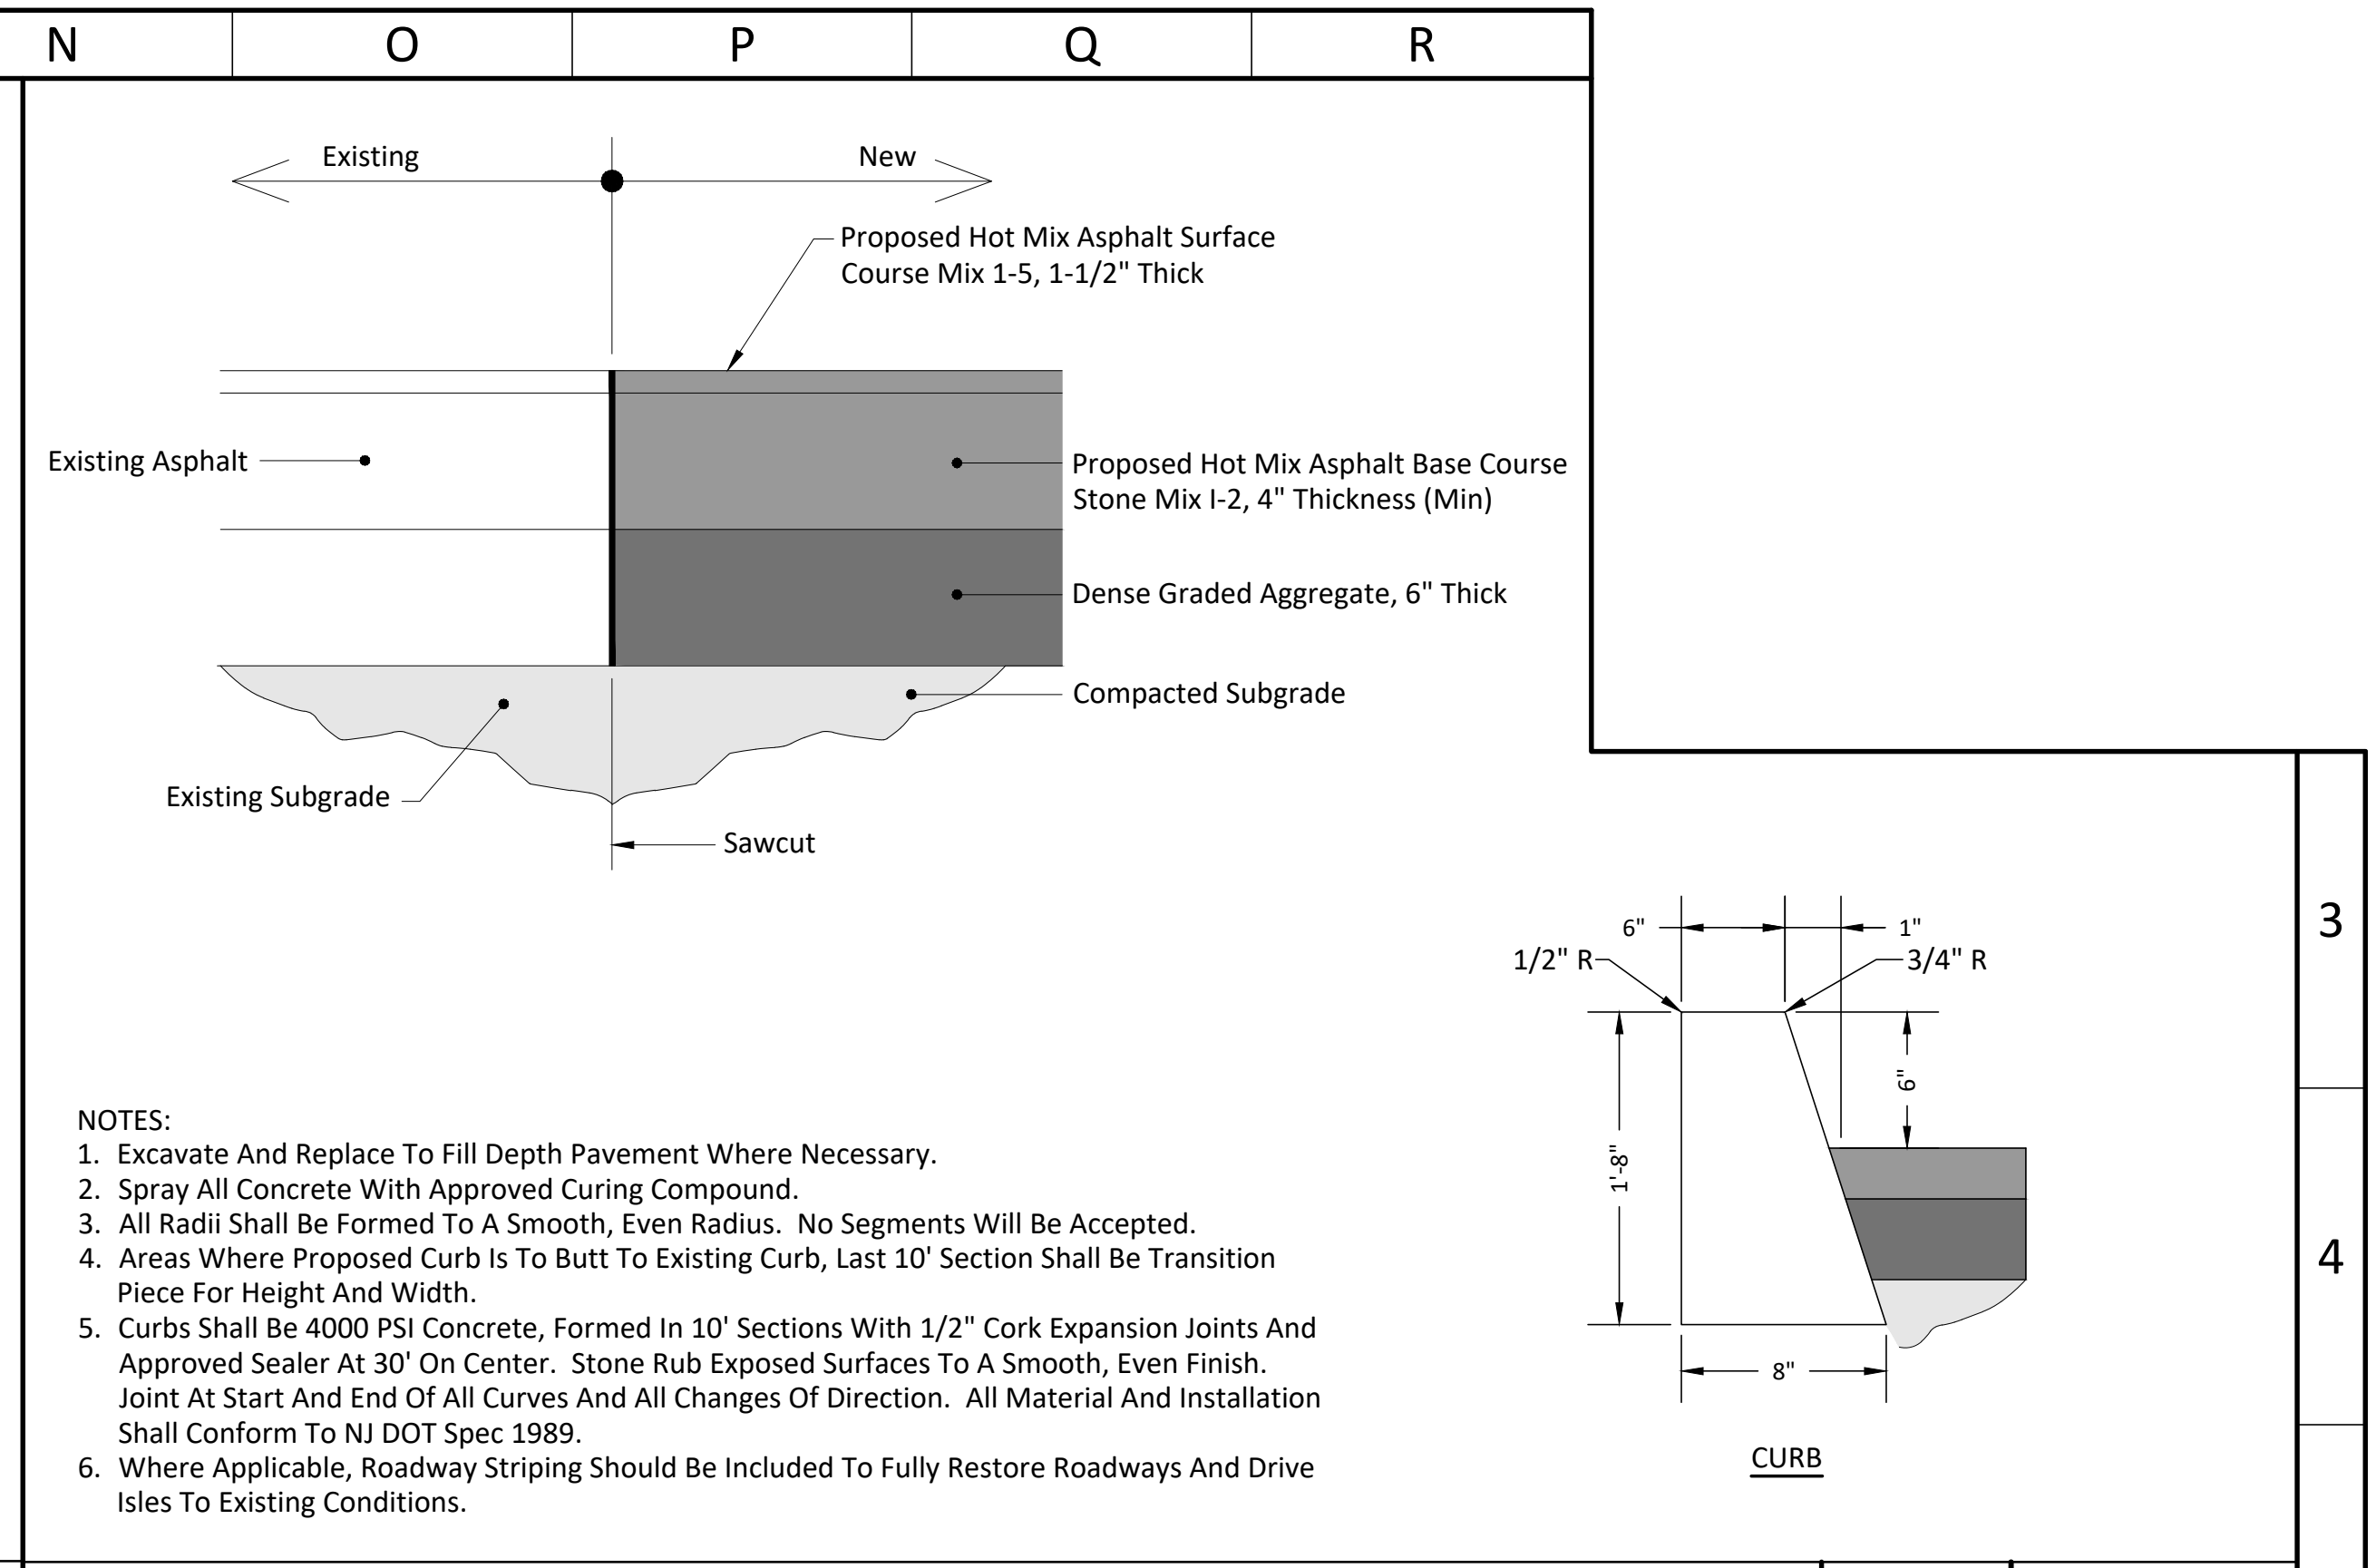 N O P Q R
Existing New
Proposed Hot Mix Asphalt Surface
Course Mix 1-5, 1-1/2" Thick
Existing Asphalt
Proposed Hot Mix Asphalt Base Course
Stone Mix I-2, 4" Thickness (Min)
Dense Graded Aggregate, 6" Thick
Compacted Subgrade
Existing Subgrade
Sawcut
3
6" 1"
1/2" R 3/4" R
6"
1'-8"
8"
CURB
4
NOTES:
1. Excavate And Replace To Fill Depth Pavement Where Necessary.
2. Spray All Concrete With Approved Curing Compound.
3. All Radii Shall Be Formed To A Smooth, Even Radius. No Segments Will Be Accepted.
4. Areas Where Proposed Curb Is To Butt To Existing Curb, Last 10' Section Shall Be Transition
Piece For Height And Width.
5. Curbs Shall Be 4000 PSI Concrete, Formed In 10' Sections With 1/2" Cork Expansion Joints And
Approved Sealer At 30' On Center. Stone Rub Exposed Surfaces To A Smooth, Even Finish.
Joint At Start And End Of All Curves And All Changes Of Direction. All Material And Installation
Shall Conform To NJ DOT Spec 1989.
6. Where Applicable, Roadway Striping Should Be Included To Fully Restore Roadways And Drive
Isles To Existing Conditions.